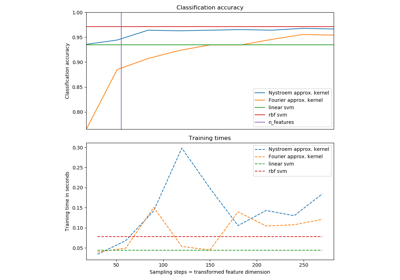 Classification accuracy
1.00
0.95
0.90
0.85
0.80
Classification accuracy
Nystroem approx. kernel
Fourier approx. kernel
linear svm
rbf svm
n_features
Training times
0.30
0.25
0.20
0.15
0.10
0.05
Training time in seconds
Nystroem approx. kernel
Fourier approx. kernel
linear svm
rbf svm
50
100
150
200
250
Sampling steps = transformed feature dimension